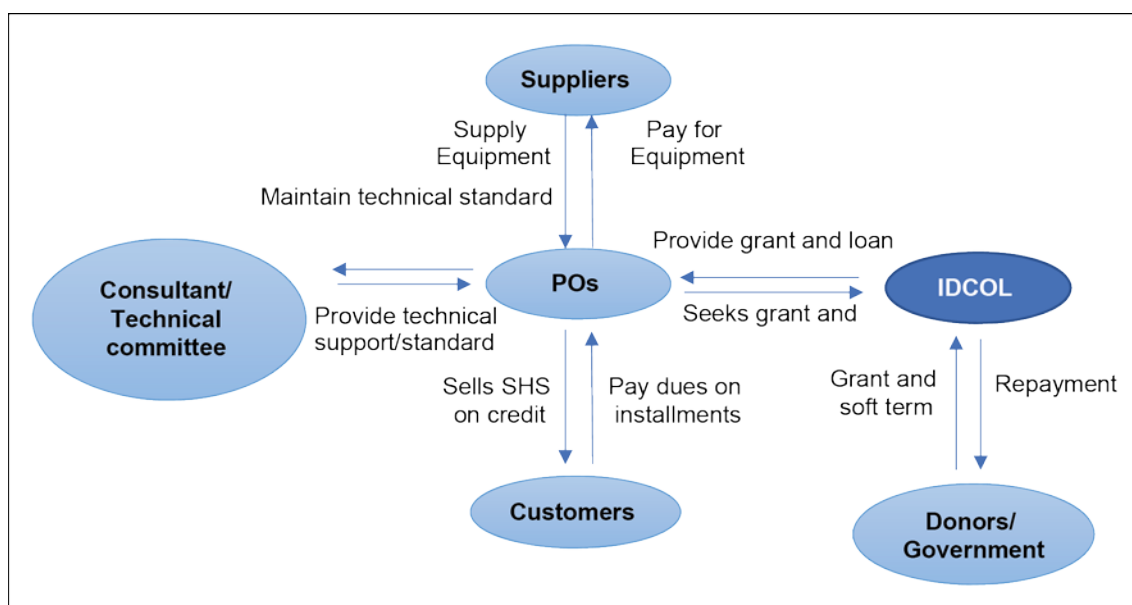 Suppliers
Supply
Equipment
Pay for
Equipment
Maintain technical standard
Provide grant and loan
POs
IDCOL
Consultant/
Technical
committee
Seeks grant and
Provide technical
support/standard
Sells SHS
on credit
Pay dues on
installments
Grant and
soft term
Repayment
Customers
Donors/
Government